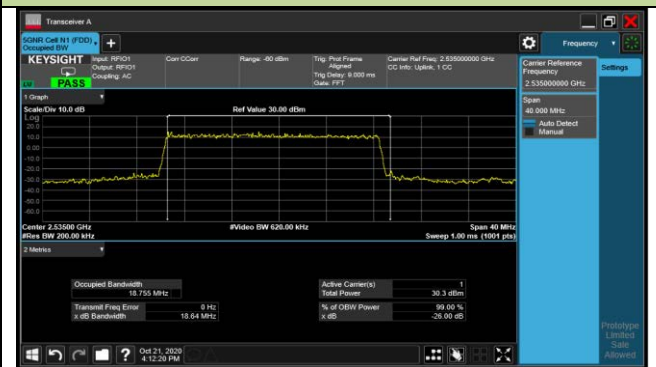 Transceiver A
5GNR Cell N1 (FDD)
Occupied BW
Frequency
KEYSIGHT
PASS
Input: RFIO1
Output: RFIO1
Coupling: AC
Corr CCorr
Range: -80 dBm
Trig: Prot Frame
Aligned
Trig Delay: 8.000 ms
Gate: FFT
Carrier Ref Freq: 2.535000000 GHz
CC Info: Uplink, 1 CC
Carrier Reference
Frequency
2.535000000 GHz
Settings
Span
40.000 MHz
Auto Detect
Manual
1 Graph
Scale/Div 10.0 dB
Ref Value 30.00 dBm
Log
20.0
10.0
0.00
-10.0
-20.0
-30.0
-40.0
-50.0
-60.0
Center 2.53500 GHz
#Video BW 620.00 kHz
Span 40 MHz
#Res BW 200.00 kHz
Sweep 1.00 ms (1001 pts)
2 Metrics
Occupied Bandwidth
18.755 MHz
Active Carrier(s) 1
Total Power 30.3 dBm
Transmit Freq Error 0 Hz
x dB Bandwidth 18.64 MHz
% of OBW Power 99.00 %
x dB -26.00 dB
Prototype
Limited
Sale
Allowed
Oct 21, 2020
4:12:20 PM